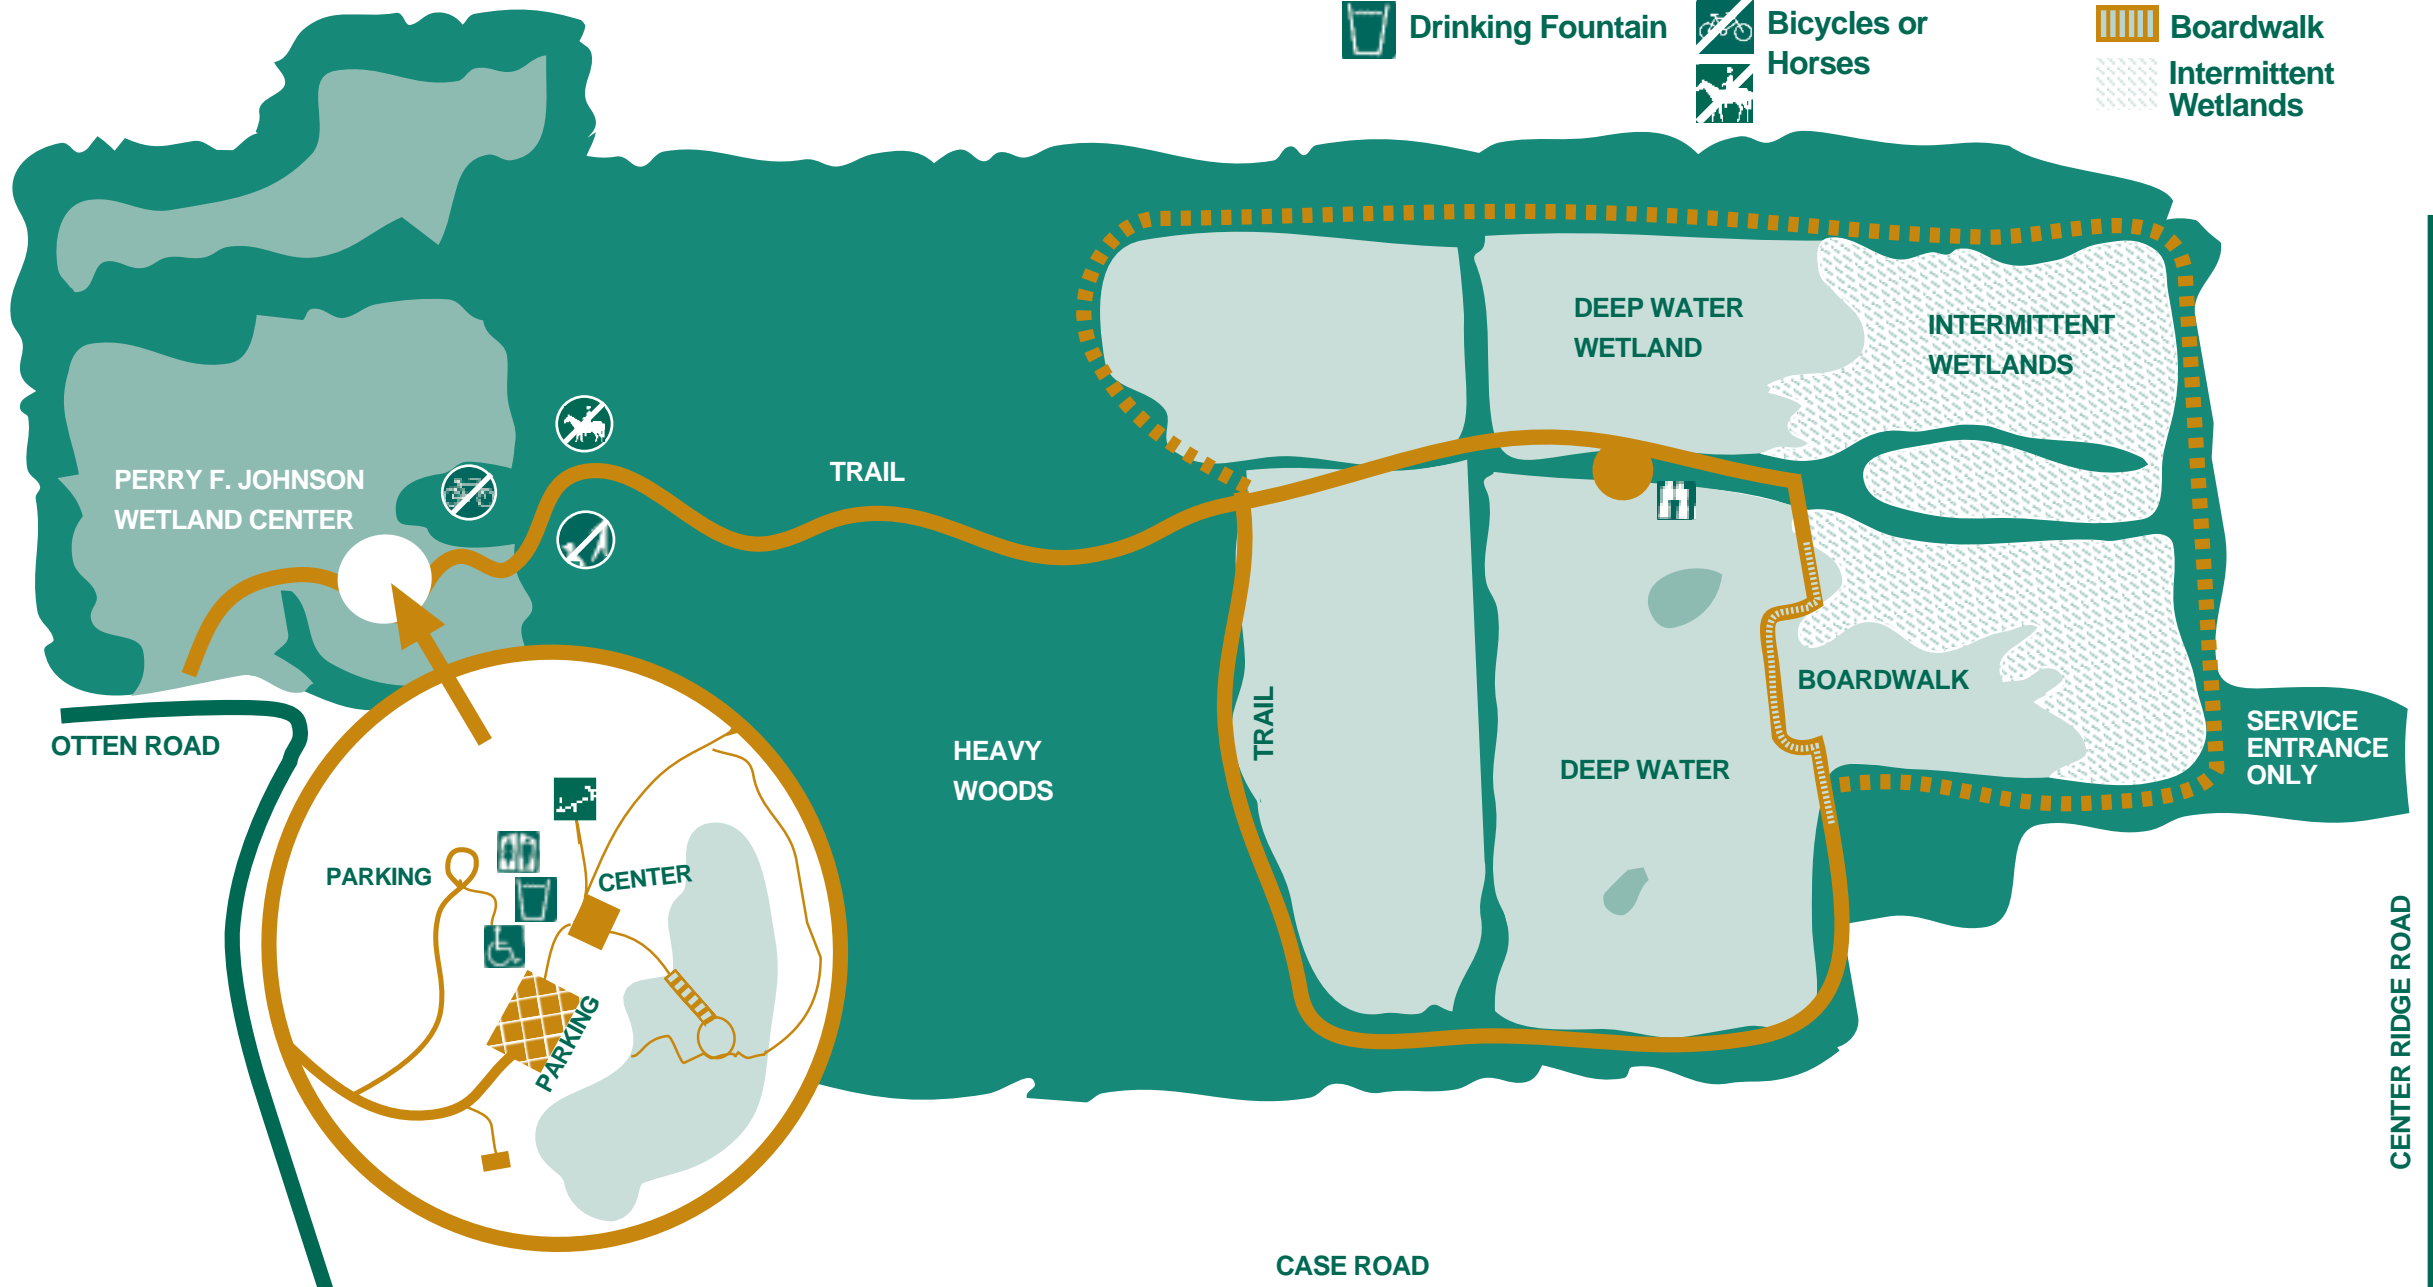 Drinking Fountain
Bicycles or
Horses
Boardwalk
Intermittent
Wetlands
DEEP WATER
WETLAND
INTERMITTENT
WETLANDS
PERRY F. JOHNSON
WETLAND CENTER
TRAIL
BOARDWALK
OTTEN ROAD
HEAVY
WOODS
TRAIL
DEEP WATER
SERVICE
ENTRANCE
ONLY
PARKING
CENTER
PARKING
CENTER RIDGE ROAD
CASE ROAD